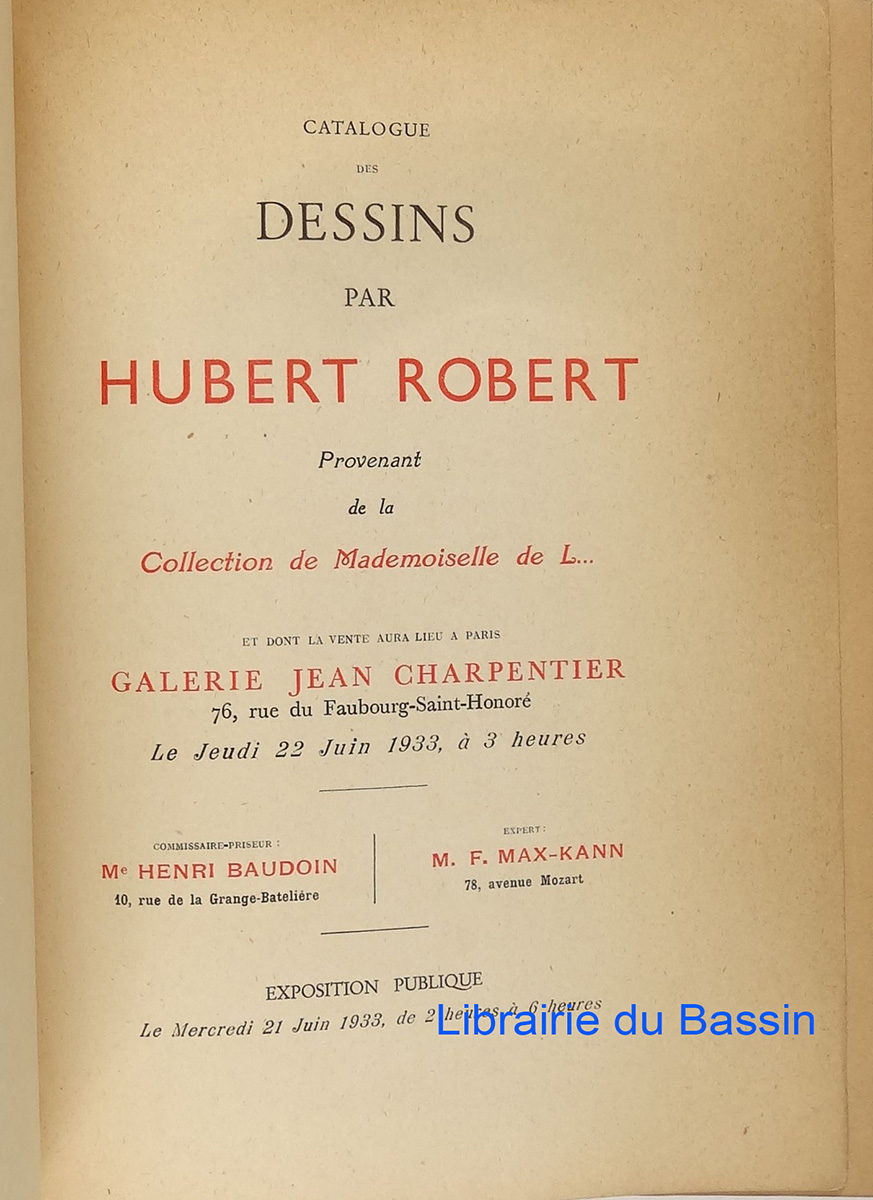 CATALOGUE
DES
DESSINS
PAR
HUBERT ROBERT
Provenant
de la
Collection de Mademoiselle de L...
ET DONT LA VENTE AURA LIEU A PARIS
GALERIE JEAN CHARPENTIER
76, rue du Faubourg-Saint-Honoré
Le Jeudi 22 Juin 1933, à 3 heures
COMMISSAIRE-PRISEUR :
Me HENRI BAUDOIN
10, rue de la Grange-Batelière
EXPERT :
M. F. MAX-KANN
78, avenue Mozart
EXPOSITION PUBLIQUE
Le Mercredi 21 Juin 1933, de 2 heures à 6 heures
Librairie du Bassin